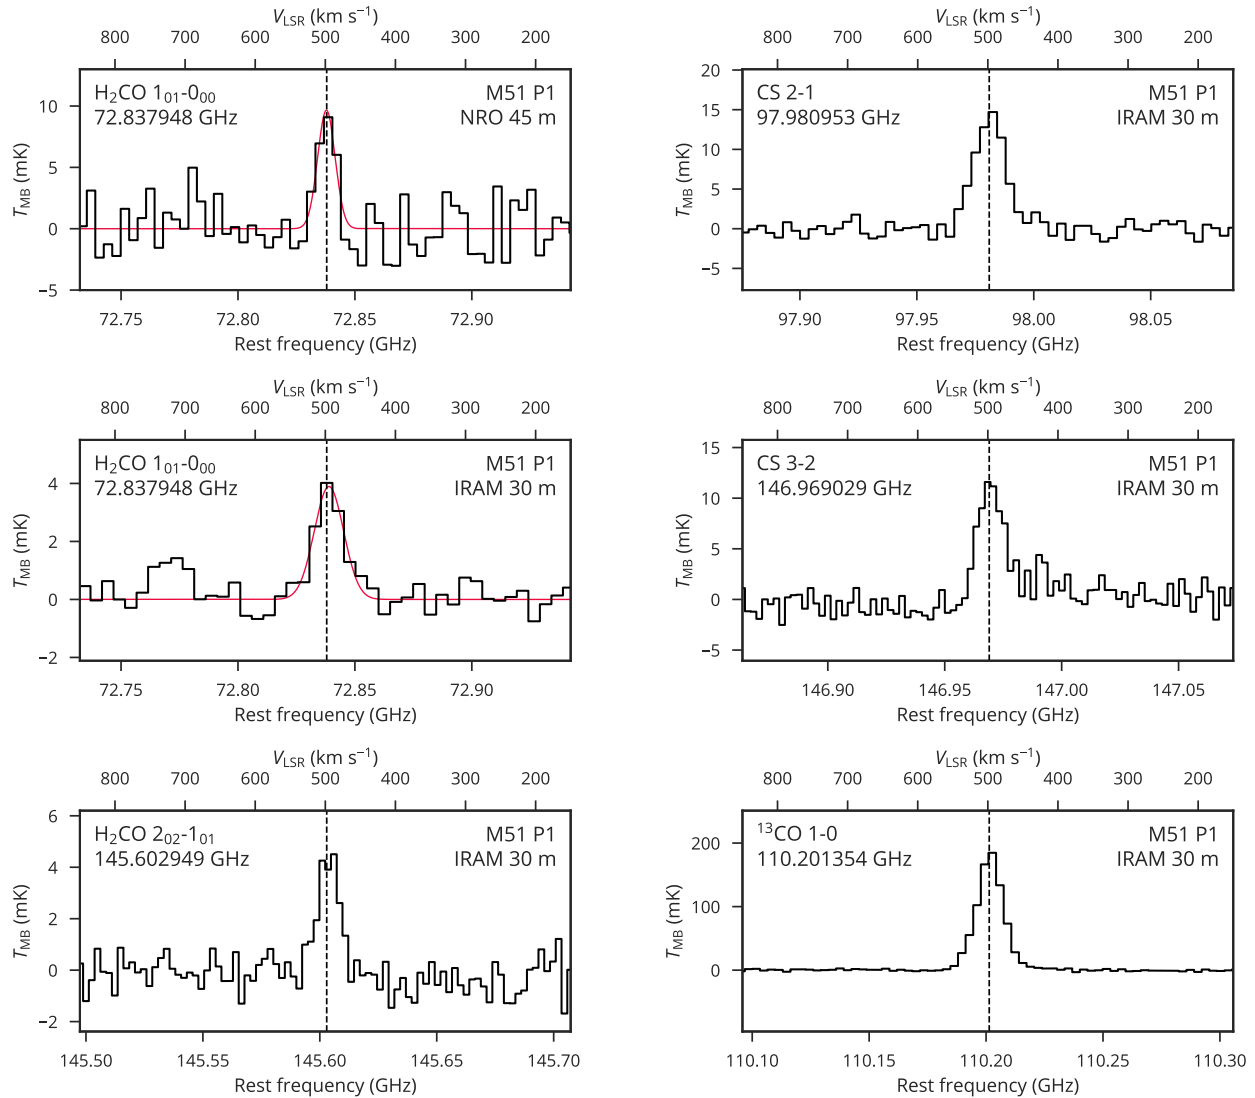 V_LSR (km s⁻¹)
800 700 600 500 400 300 200
H₂CO 1₀₁-0₀₀ M51 P1
72.837948 GHz NRO 45 m
10
5
0
−5
T_MB (mK)
72.75 72.80 72.85 72.90
Rest frequency (GHz)
V_LSR (km s⁻¹)
800 700 600 500 400 300 200
CS 2-1 M51 P1
97.980953 GHz IRAM 30 m
20
15
10
5
0
−5
T_MB (mK)
97.90 97.95 98.00 98.05
Rest frequency (GHz)
V_LSR (km s⁻¹)
800 700 600 500 400 300 200
H₂CO 1₀₁-0₀₀ M51 P1
72.837948 GHz IRAM 30 m
4
2
0
−2
T_MB (mK)
72.75 72.80 72.85 72.90
Rest frequency (GHz)
V_LSR (km s⁻¹)
800 700 600 500 400 300 200
CS 3-2 M51 P1
146.969029 GHz IRAM 30 m
15
10
5
0
−5
T_MB (mK)
146.90 146.95 147.00 147.05
Rest frequency (GHz)
V_LSR (km s⁻¹)
800 700 600 500 400 300 200
H₂CO 2₀₂-1₀₁ M51 P1
145.602949 GHz IRAM 30 m
6
4
2
0
−2
T_MB (mK)
145.50 145.55 145.60 145.65 145.70
Rest frequency (GHz)
V_LSR (km s⁻¹)
800 700 600 500 400 300 200
¹³CO 1-0 M51 P1
110.201354 GHz IRAM 30 m
200
100
0
T_MB (mK)
110.10 110.15 110.20 110.25 110.30
Rest frequency (GHz)